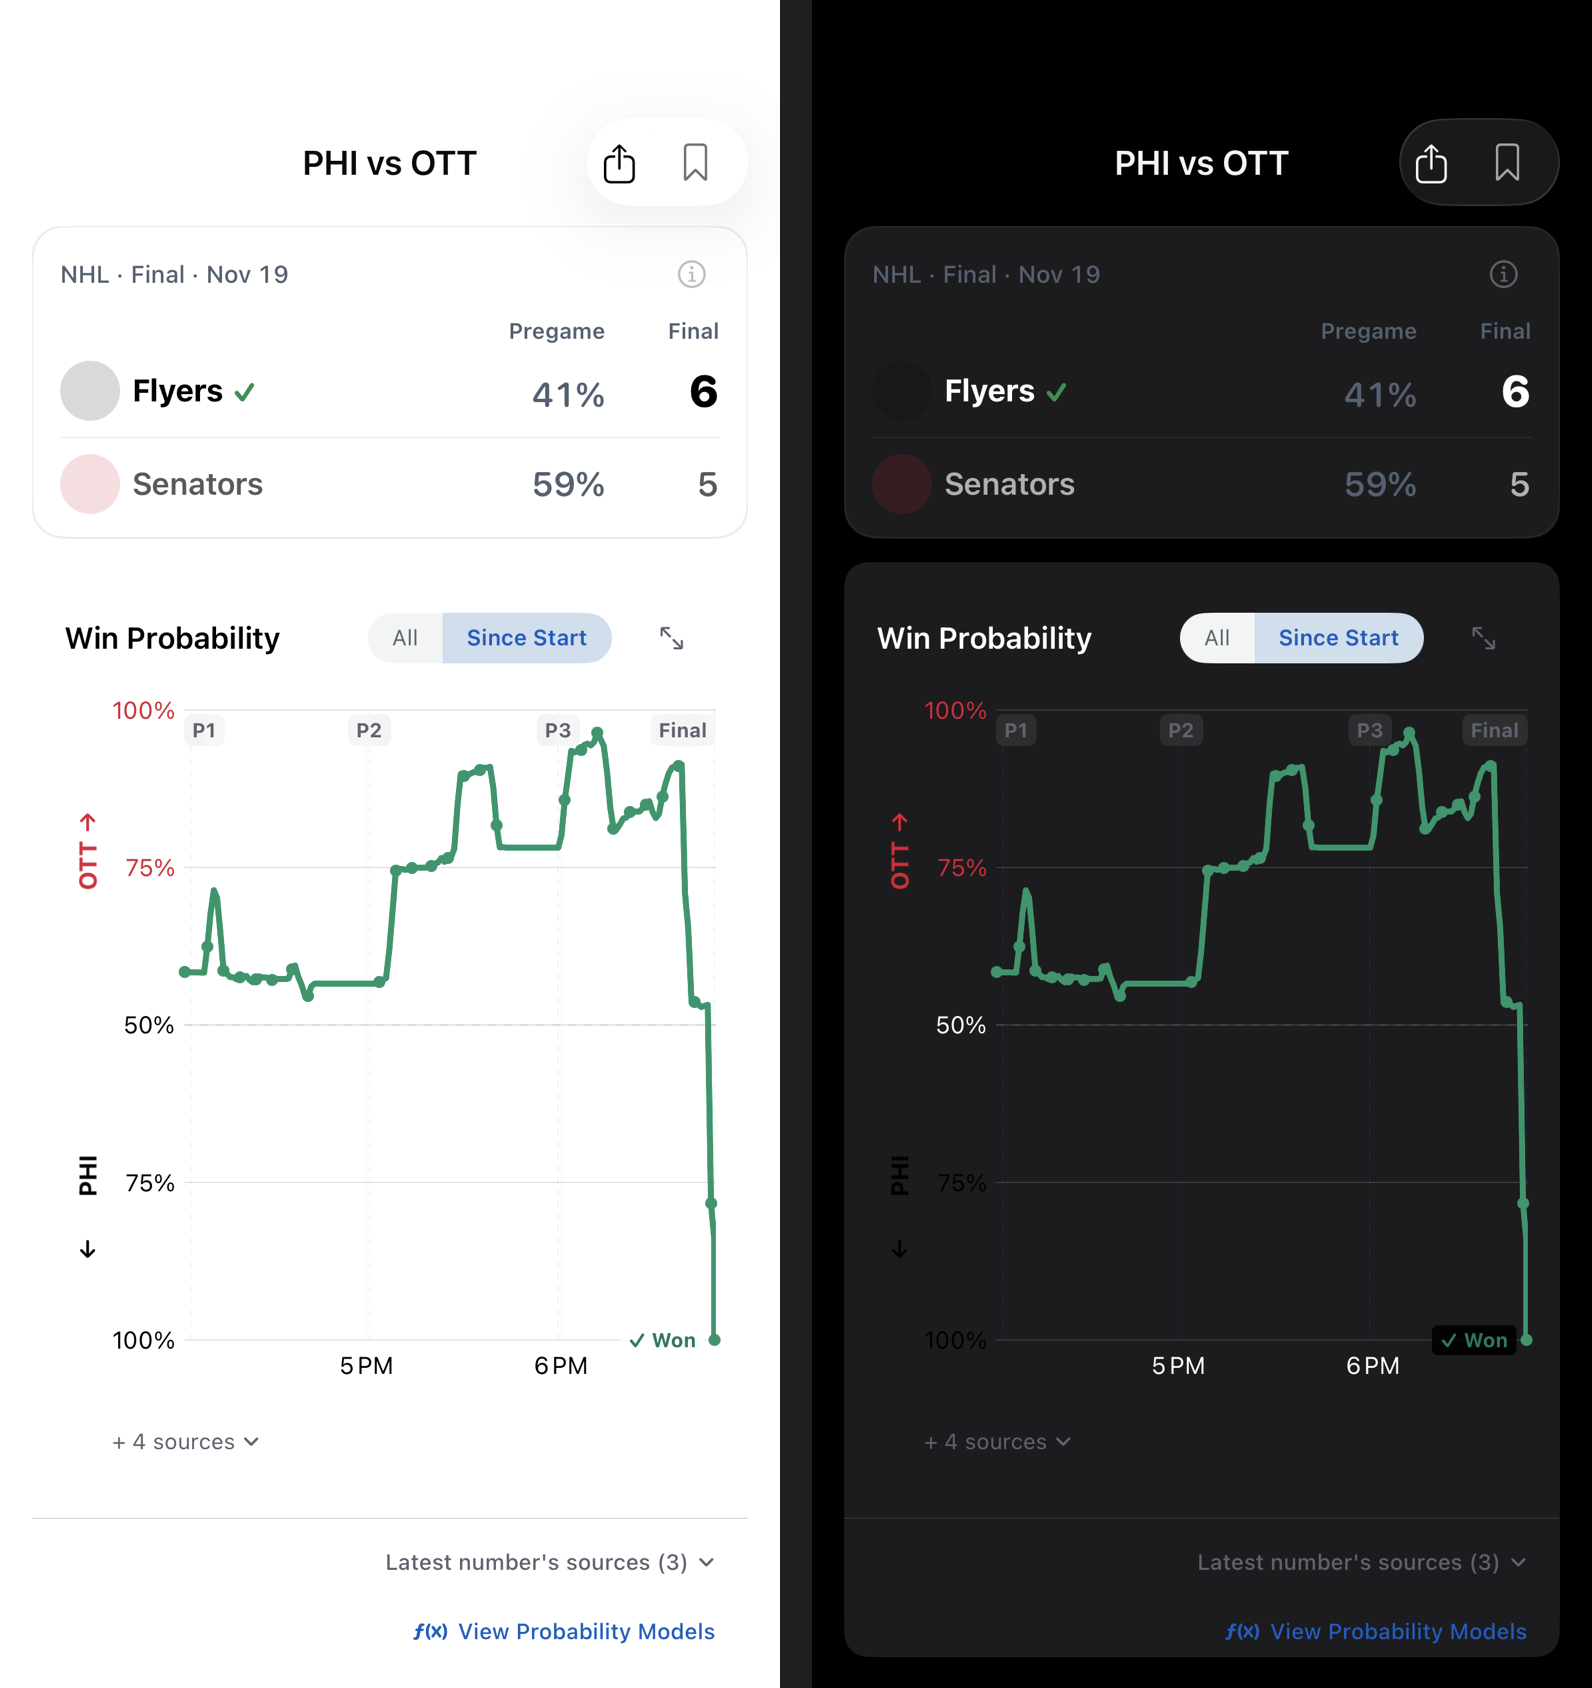 PHI vs OTT
NHL · Final · Nov 19
Pregame Final
Flyers ✓ 41% 6
Senators 59% 5
Win Probability All Since Start
100%
P1 P2 P3 Final
OTT →
75%
50%
PHI
75%
←
100%
✓ Won
5 PM 6 PM
+ 4 sources
Latest number's sources (3)
f(x) View Probability Models
PHI vs OTT
NHL · Final · Nov 19
Pregame Final
Flyers ✓ 41% 6
Senators 59% 5
Win Probability All Since Start
100%
P1 P2 P3 Final
OTT →
75%
50%
PHI
75%
←
100%
✓ Won
5 PM 6 PM
+ 4 sources
Latest number's sources (3)
f(x) View Probability Models